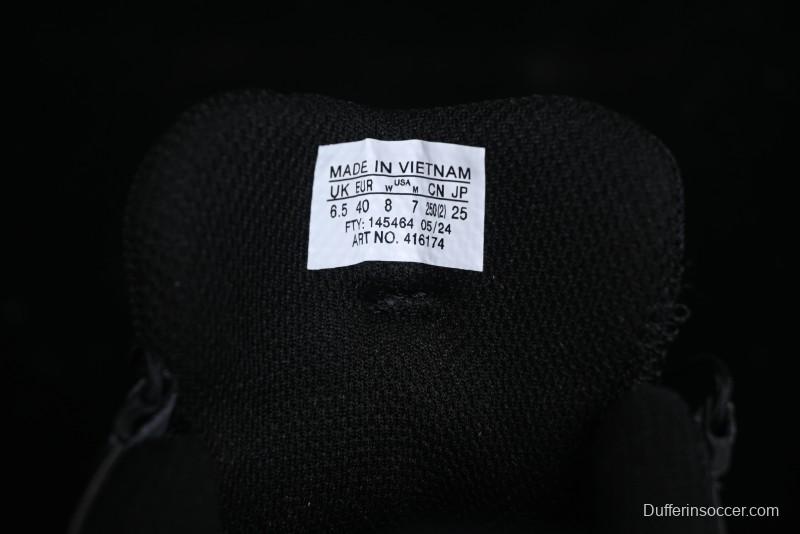 MADE IN VIETNAM
UK EUR W USA M CN JP
6.5 40 8 7 250(2) 25
FTY: 145464 05/24
ART NO. 416174
Dufferinsoccer.com